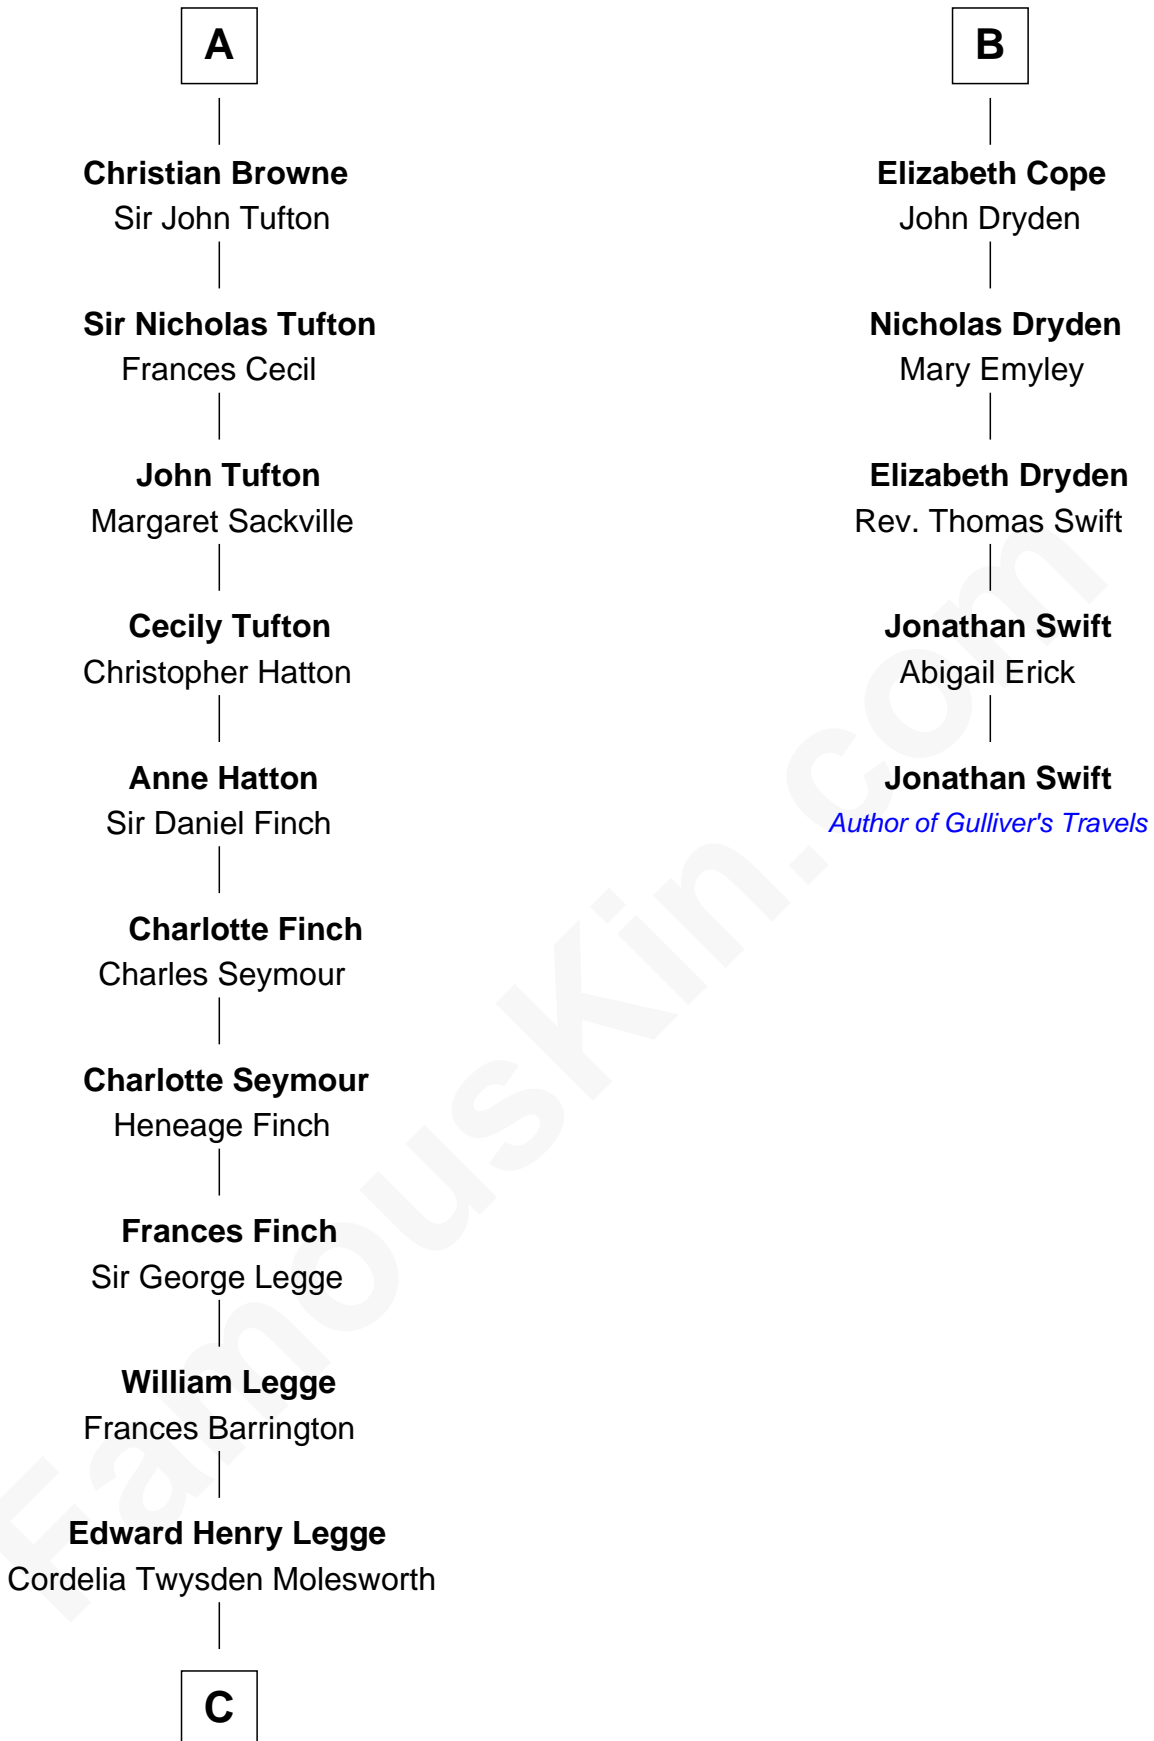 A
Christian Browne
Sir John Tufton
Sir Nicholas Tufton
Frances Cecil
John Tufton
Margaret Sackville
Cecily Tufton
Christopher Hatton
Anne Hatton
Sir Daniel Finch
Charlotte Finch
Charles Seymour
Charlotte Seymour
Heneage Finch
Frances Finch
Sir George Legge
William Legge
Frances Barrington
Edward Henry Legge
Cordelia Twysden Molesworth
C
B
Elizabeth Cope
John Dryden
Nicholas Dryden
Mary Emyley
Elizabeth Dryden
Rev. Thomas Swift
Jonathan Swift
Abigail Erick
Jonathan Swift
Author of Gulliver's Travels
FamousKin.com